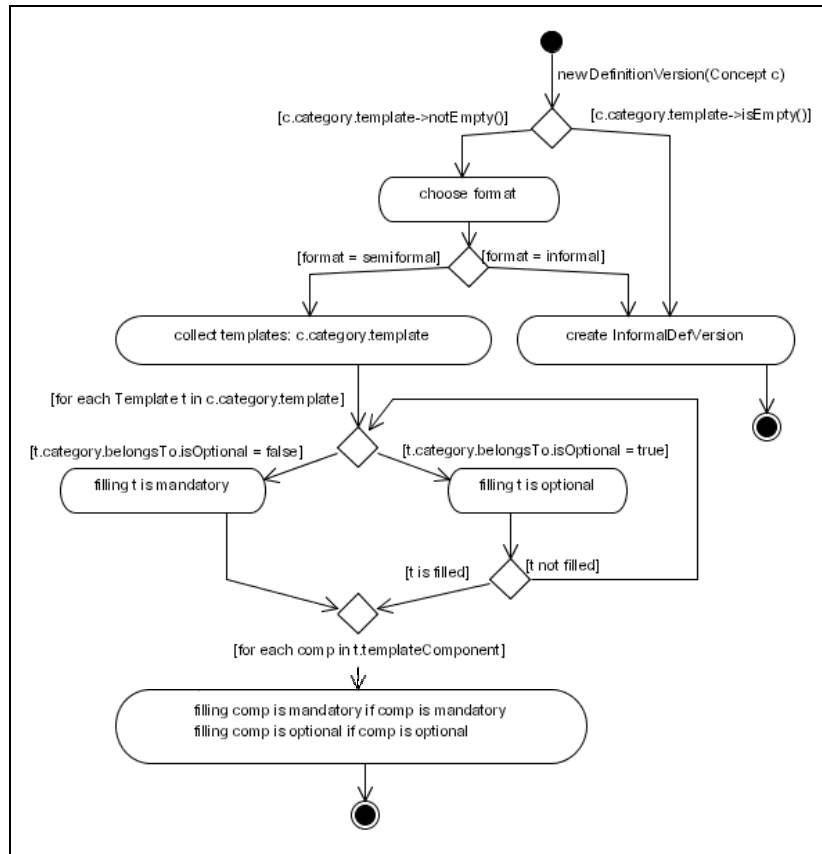 newDefinitionVersion(Concept c)
[c.category.template->notEmpty()]
[c.category.template->isEmpty()]
choose format
[format = semiformal]
[format = informal]
collect templates: c.category.template
create InformalDefVersion
[for each Template t in c.category.template]
[t.category.belongsTo.isOptional = false]
[t.category.belongsTo.isOptional = true]
filling t is mandatory
filling t is optional
[t is filled]
[t not filled]
[for each comp in t.templateComponent]
filling comp is mandatory if comp is mandatory
filling comp is optional if comp is optional